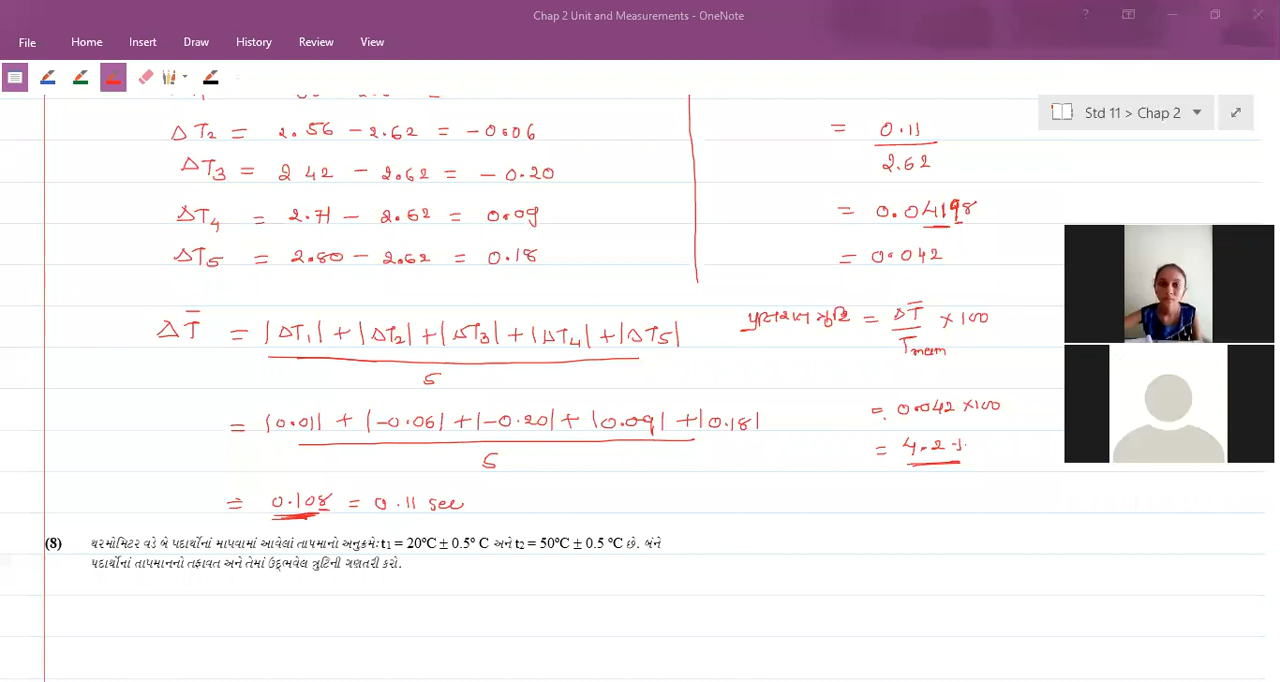 Chap 2 Unit and Measurements - OneNote
File Home Insert Draw History Review View
Std 11 > Chap 2
ΔT2 = 2.56 - 2.62 = -0.06
ΔT3 = 2 42 - 2.62 = - 0.20
ΔT4 = 2.71 - 2.62 = 0.09
ΔT5 = 2.80 - 2.62 = 0.18
= 0.11
2.62
= 0.04198
= 0.042
ΔT̅ = |ΔT1| + |ΔT2| + |ΔT3| + |ΔT4| + |ΔT5|
5
= |0.01| + |-0.06| + |-0.20| + |0.09| + |0.18|
5
= 0.108 = 0.11 sec
ત્રુટિ = ΔT̅ × 100
Tmean
= 0.042 × 100
= 4.2
(8) થરમોમિટર વડે બે પદાર્થોનાં માપવામાં આવેલાં તાપમાનો અનુક્રમેઃ t1 = 20°C ± 0.5° C અને t2 = 50°C ± 0.5 °C છે. બંને
પદાર્થોનાં તાપમાનનો તફાવત અને તેમાં ઉદ્ભવેલ ત્રુટિની ગણતરી કરો.